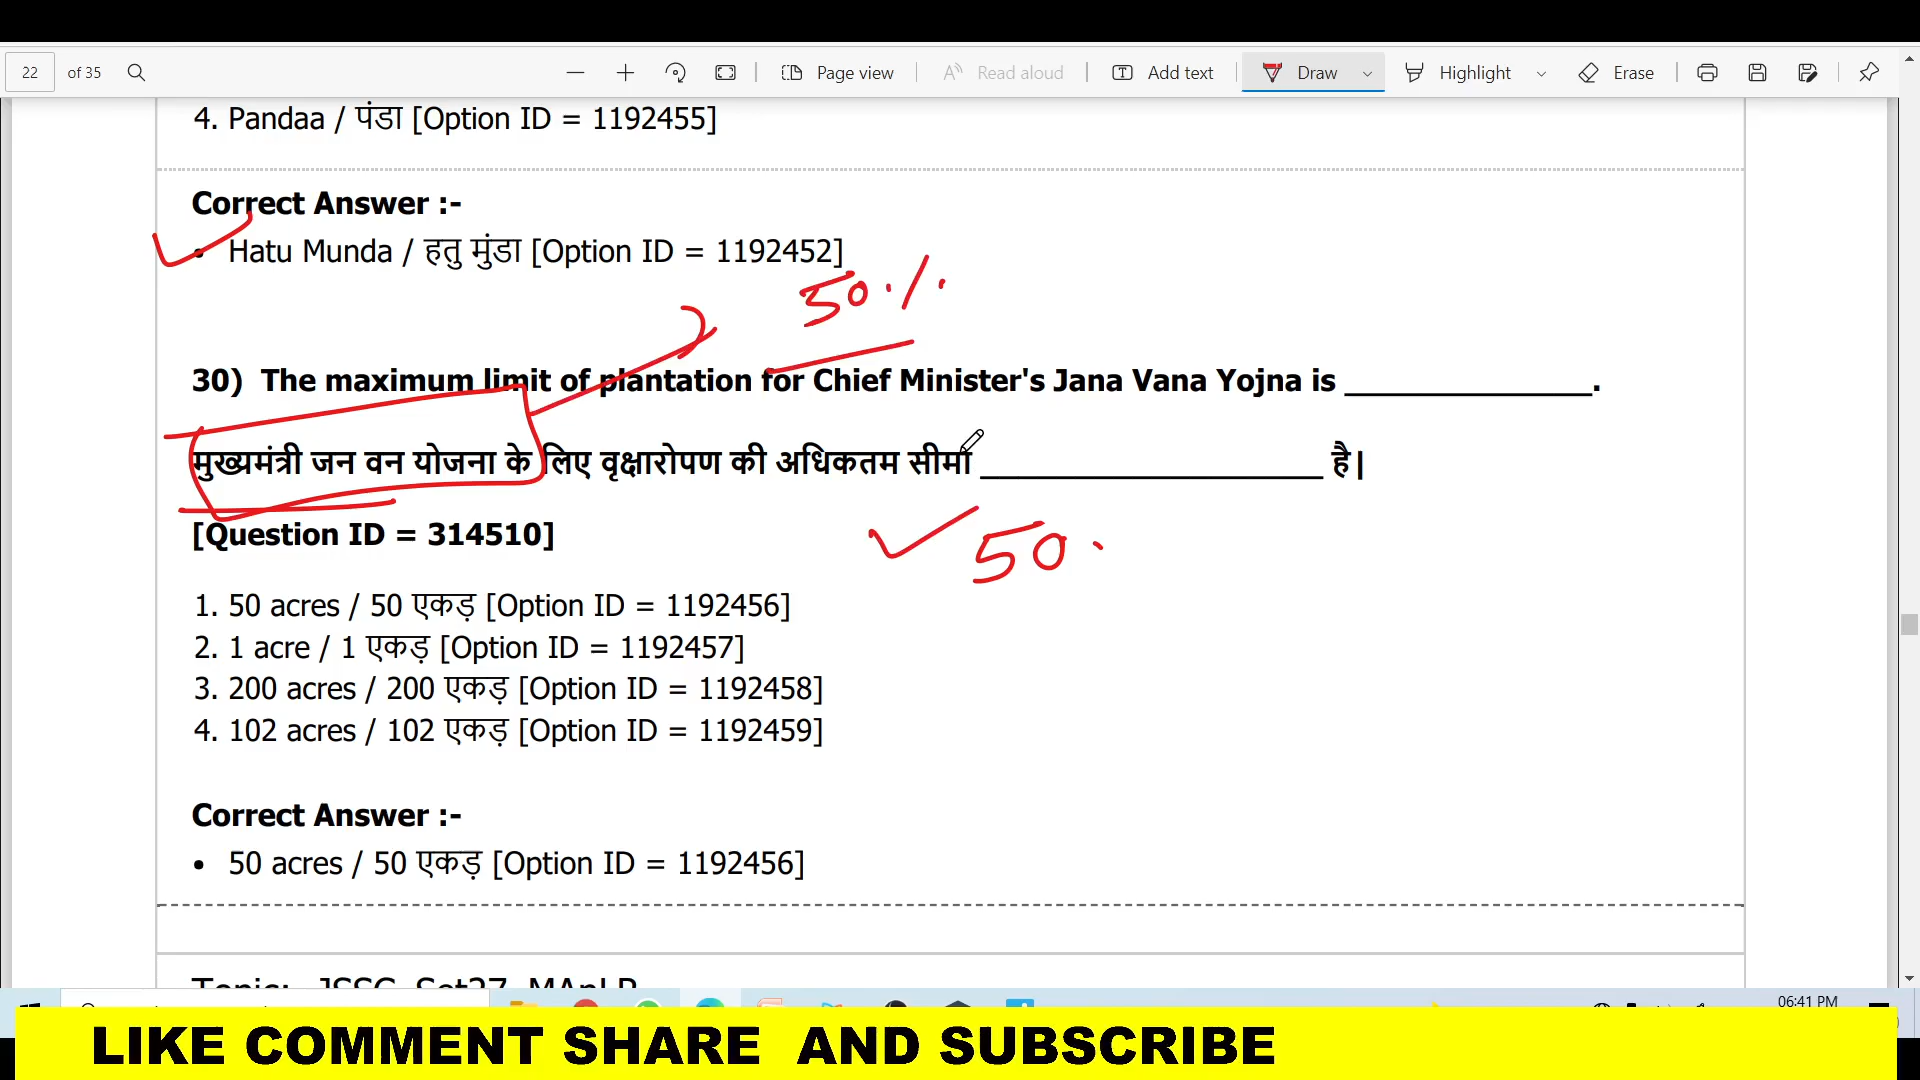 22 of 35 Page view Read aloud Add text Draw Highlight Erase
4. Pandaa / पंडा [Option ID = 1192455]
Correct Answer :-
• Hatu Munda / हतु मुंडा [Option ID = 1192452]
50%
30) The maximum limit of plantation for Chief Minister's Jana Vana Yojna is ________________.
मुख्यमंत्री जन वन योजना के लिए वृक्षारोपण की अधिकतम सीमा ______________________ है|
[Question ID = 314510]
50.
1. 50 acres / 50 एकड़ [Option ID = 1192456]
2. 1 acre / 1 एकड़ [Option ID = 1192457]
3. 200 acres / 200 एकड़ [Option ID = 1192458]
4. 102 acres / 102 एकड़ [Option ID = 1192459]
Correct Answer :-
• 50 acres / 50 एकड़ [Option ID = 1192456]
06:41 PM
LIKE COMMENT SHARE AND SUBSCRIBE